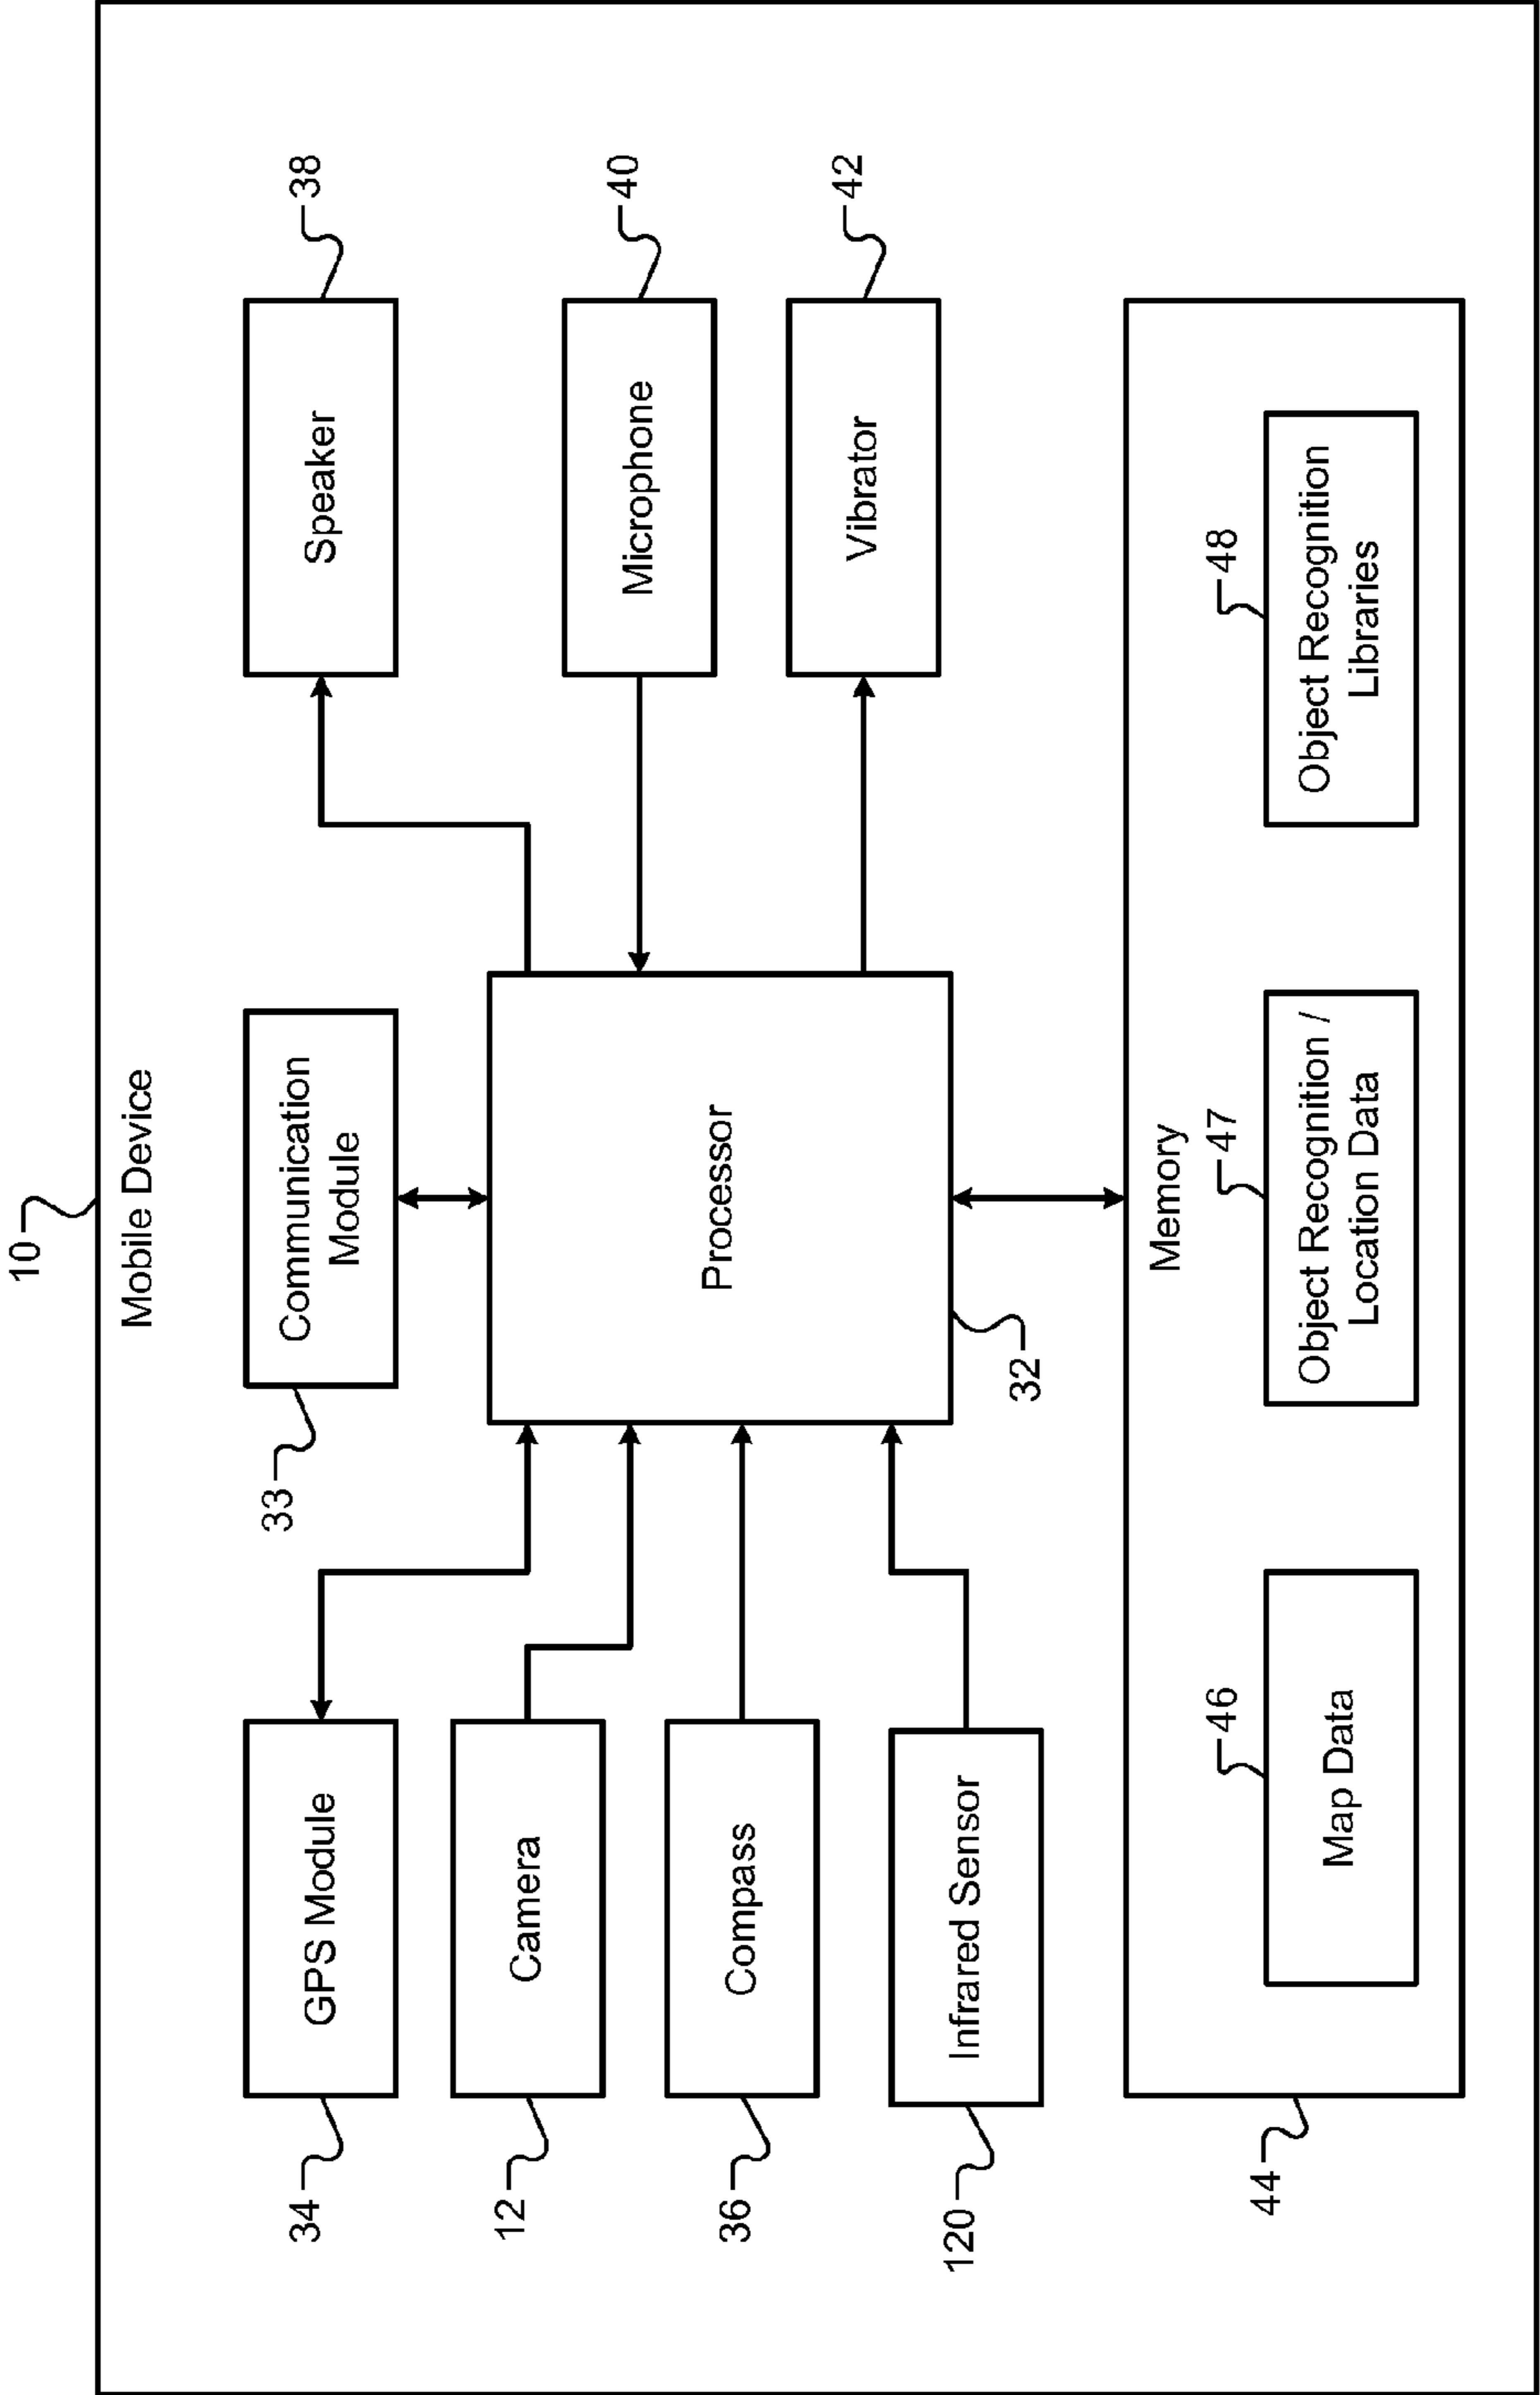 10
Mobile Device
33
Communication
Module
34
GPS Module
Speaker
38
12
Camera
Processor
32
Microphone
40
36
Compass
Vibrator
42
120
Infrared Sensor
44
Memory
46
Map Data
47
Object Recognition /
Location Data
48
Object Recognition
Libraries